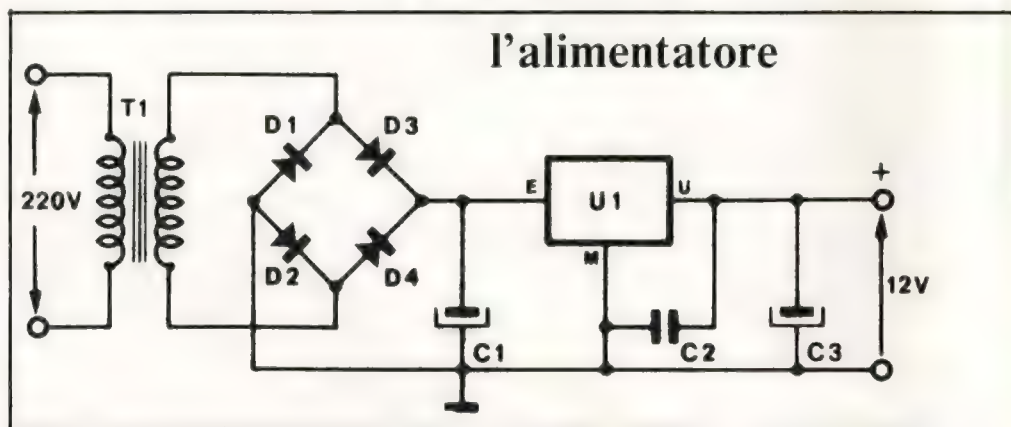 l'alimentatore
T1
D1
D3
+
E
U1
U
220V
M
D2
D4
12V
C1
C2
C3